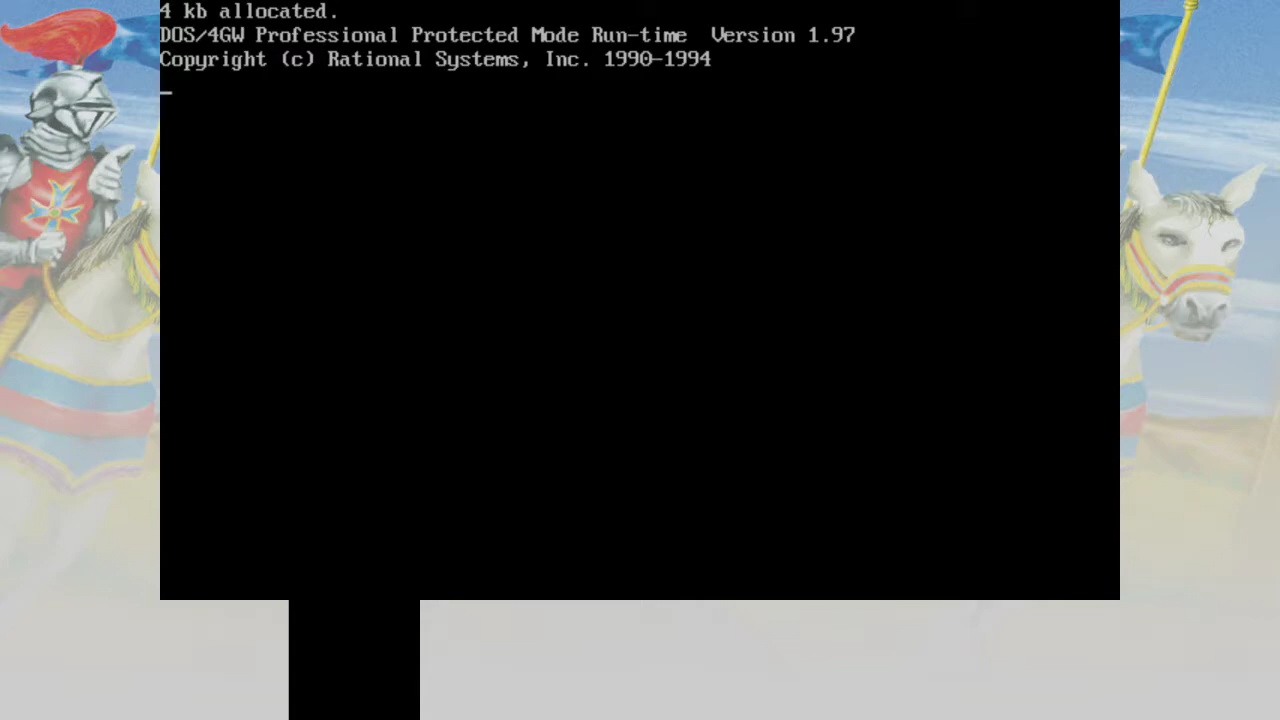 4 kb allocated.
DOS/4GW Professional Protected Mode Run-time  Version 1.97
Copyright (c) Rational Systems, Inc. 1990-1994